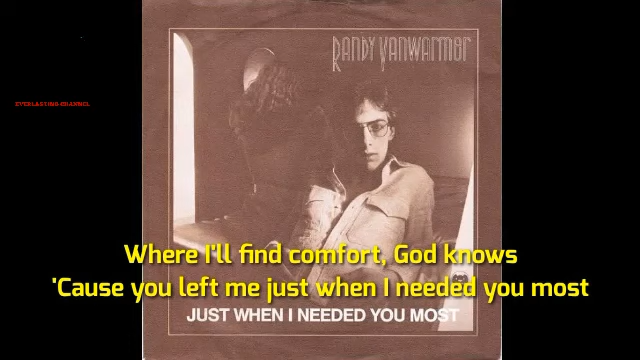 RANDY VANWARMER
EVERLASTING-CHANNEL
Where I'll find comfort, God knows
'Cause you left me just when I needed you most
JUST WHEN I NEEDED YOU MOST